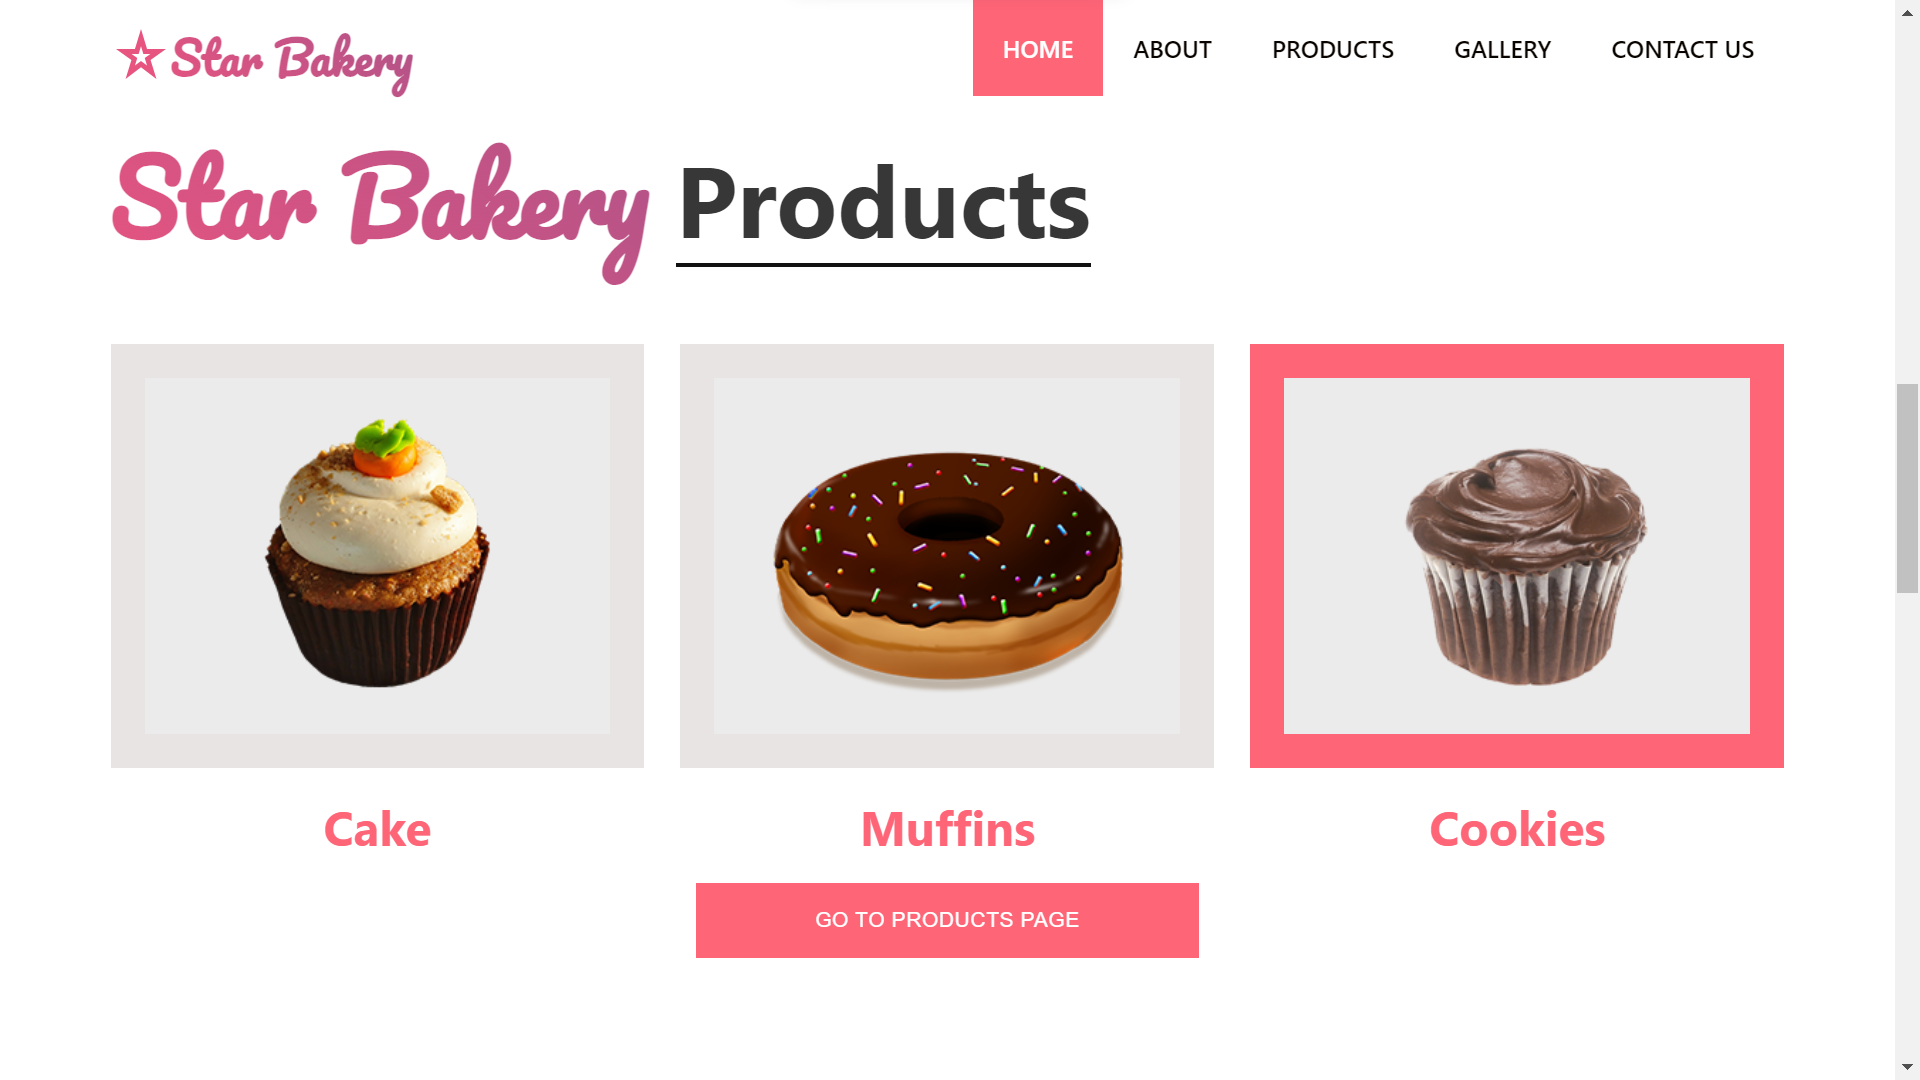 Star Bakery
HOME ABOUT PRODUCTS GALLERY CONTACT US
Star Bakery Products
Cake
Muffins
Cookies
GO TO PRODUCTS PAGE